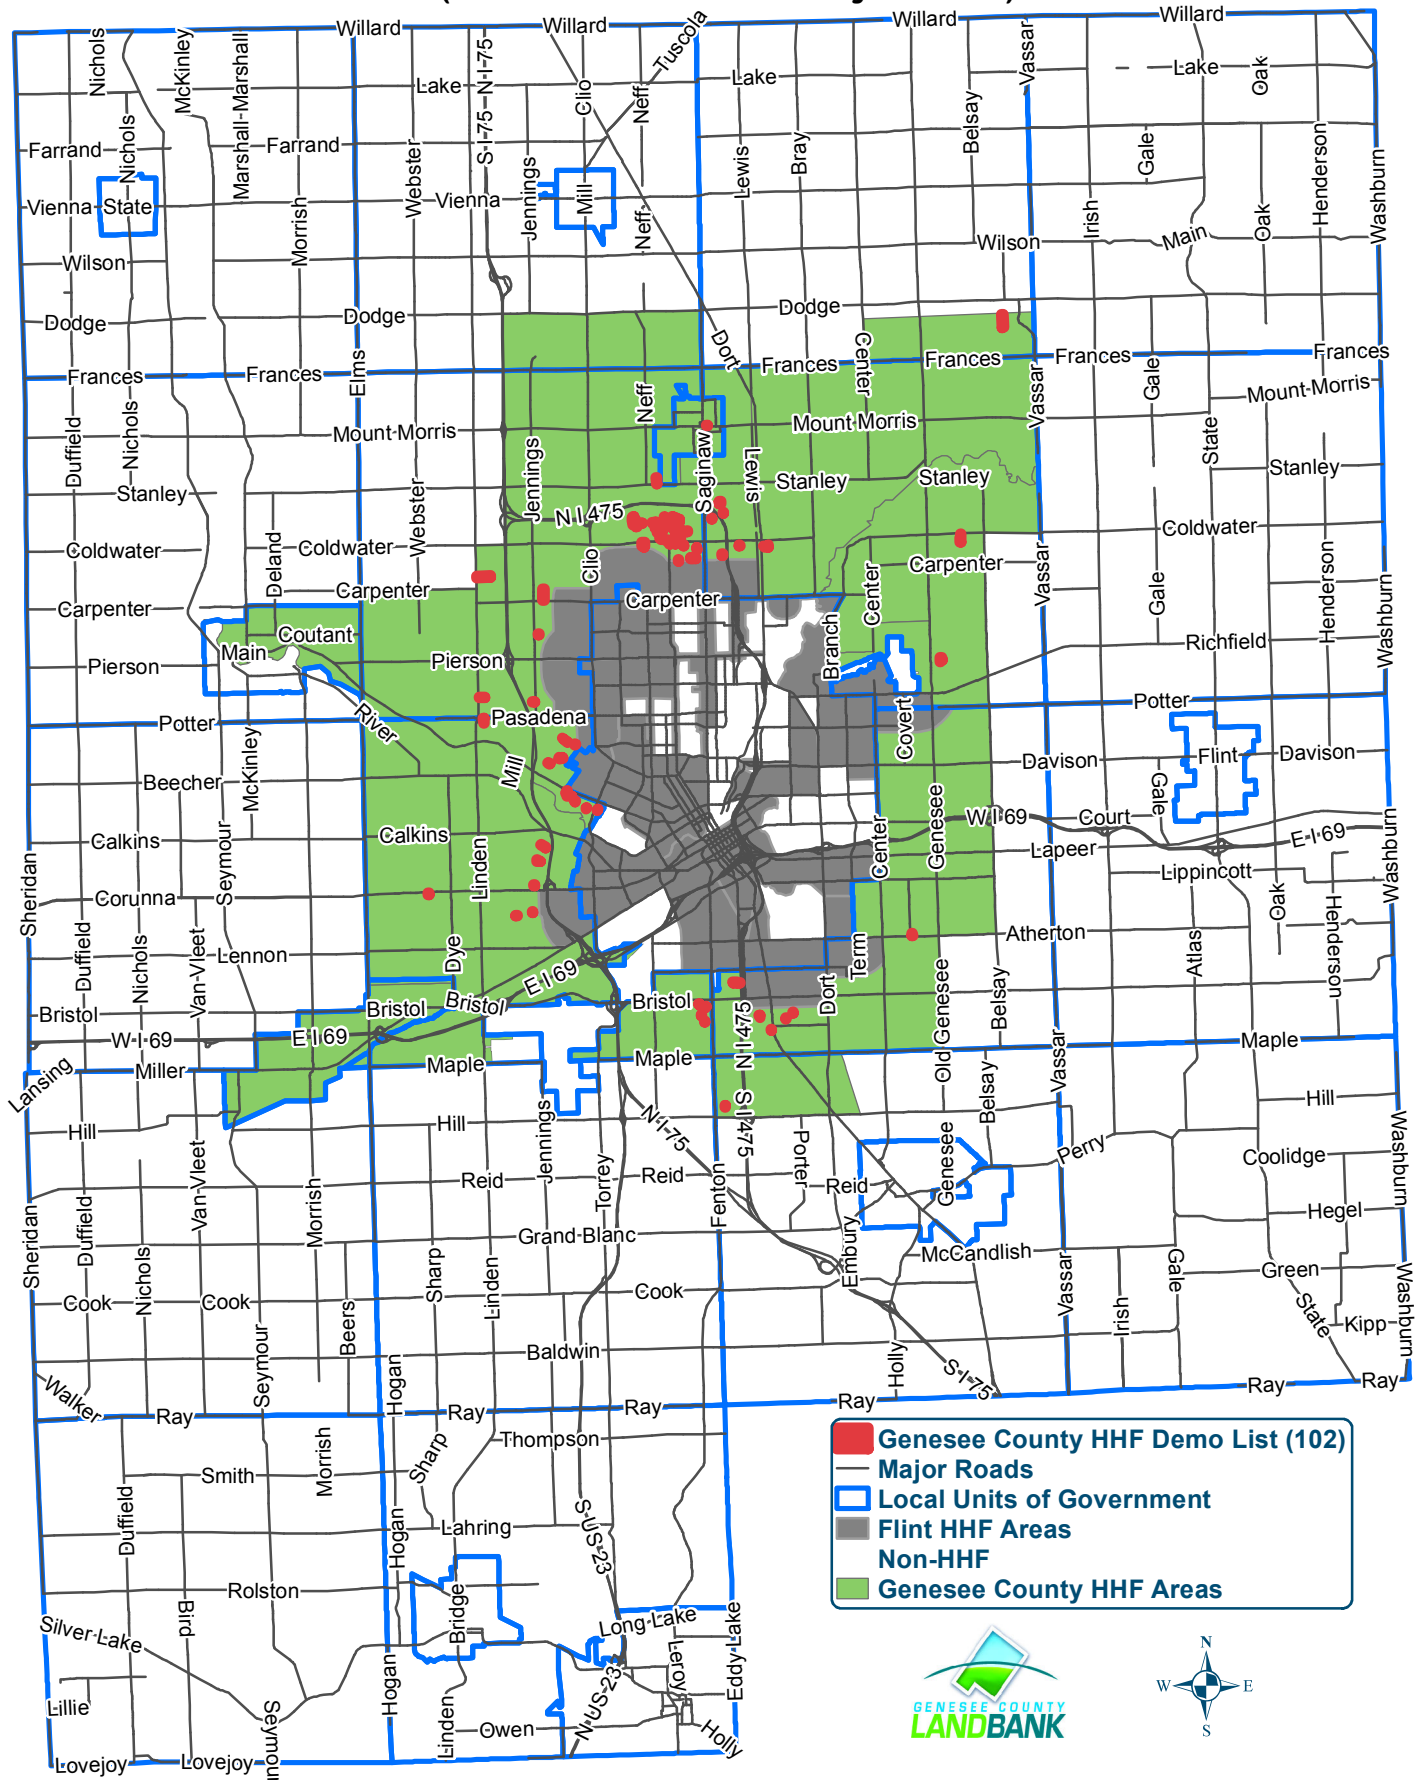 Willard
Willard
Willard
Willard
Nichols
McKinley
Marshall-Marshall
N I 75
Tuscola
Vassar
Lake
Clio
Neff
Lake
Lake
Oak
Belsay
S I 75
Farrand
Nichols
Farrand
Webster
Jennings
Lewis
Bray
Gale
Henderson
Washburn
Vienna
State
Vienna
Mill
Neff
Morrish
Irish
Oak
Main
Wilson
Wilson
Dodge
Dodge
Dodge
Dort
Center
Frances
Frances
Elms
Frances
Frances
Frances
Frances
Vassar
Gale
Mount Morris
Neff
Duffield
Nichols
Mount Morris
Mount Morris
State
Jennings
Saginaw
Lewis
Stanley
Stanley
Stanley
Stanley
Webster
N I 475
Coldwater
Coldwater
Deland
Clio
Coldwater
Carpenter
Vassar
Gale
Henderson
Washburn
Carpenter
Carpenter
Carpenter
Center
Coutant
Main
Branch
Pierson
Pierson
Richfield
Potter
River
Pasadena
Potter
Covert
McKinley
Mill
Davison
Flint
Davison
Beecher
Gale
Genesee
W I 69
Court
E I 69
Calkins
Calkins
Lapeer
Linden
Center
Lippincott
Washburn
Sheridan
Seymour
Corunna
Oak
Henderson
Duffield
Nichols
Van-Vleet
Lennon
Dye
Atherton
Term
Atlas
E I 69
Old Genesee
Belsay
Bristol
Bristol
Bristol
Bristol
Dort
W I 69
E I 69
N I 475
Maple
Lansing
Miller
Maple
Maple
Vassar
Belsay
S I 475
Hill
Hill
Hill
Jennings
N I 75
Porter
Genesee
Perry
Coolidge
Washburn
Van-Vleet
Reid
Reid
Reid
Torrey
Fenton
Sheridan
Duffield
Morrish
Hegel
Grand Blanc
Embury
McCandlish
Nichols
Sharp
Linden
Vassar
Gale
Green
Washburn
Cook
Cook
Cook
Beers
Irish
State
Kipp
Seymour
Baldwin
Hogan
Holly
S I 75
Walker
Ray
Ray
Ray
Ray
Ray
Ray
Thompson
Morrish
Sharp
Smith
Duffield
Hogan
Lahring
S US 23
Rolston
Bird
Bridge
Silver Lake
Long Lake
Leroy
Eddy Lake
Hogan
Lillie
Seymour
Linden
Owen
N US 23
Holly
Lovejoy
Lovejoy
Genesee County HHF Demo List (102)
Major Roads
Local Units of Government
Flint HHF Areas
Non-HHF
Genesee County HHF Areas
GENESEE COUNTY
LANDBANK
N
W
E
S